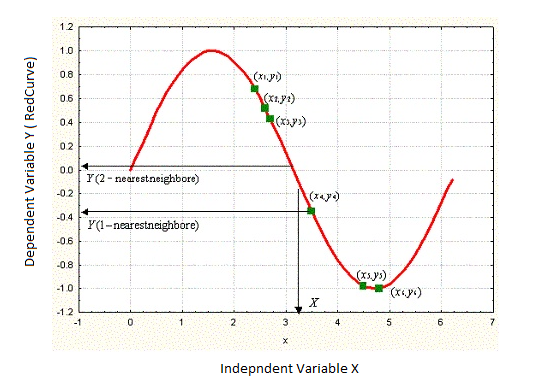 1.2
1.0
0.8
0.6
0.4
0.2
0.0
-0.2
-0.4
-0.6
-0.8
-1.0
-1.2
Dependent Variable Y ( RedCurve)
(x₁,y₁)
(x₂,y₂)
(x₃,y₃)
Y(2-nearestneighbore)
(x₄,y₄)
Y(1-nearestneighbore)
(x₅,y₅)
(x₆,y₆)
X
-1 0 1 2 3 4 5 6 7
x
Indepndent Variable X